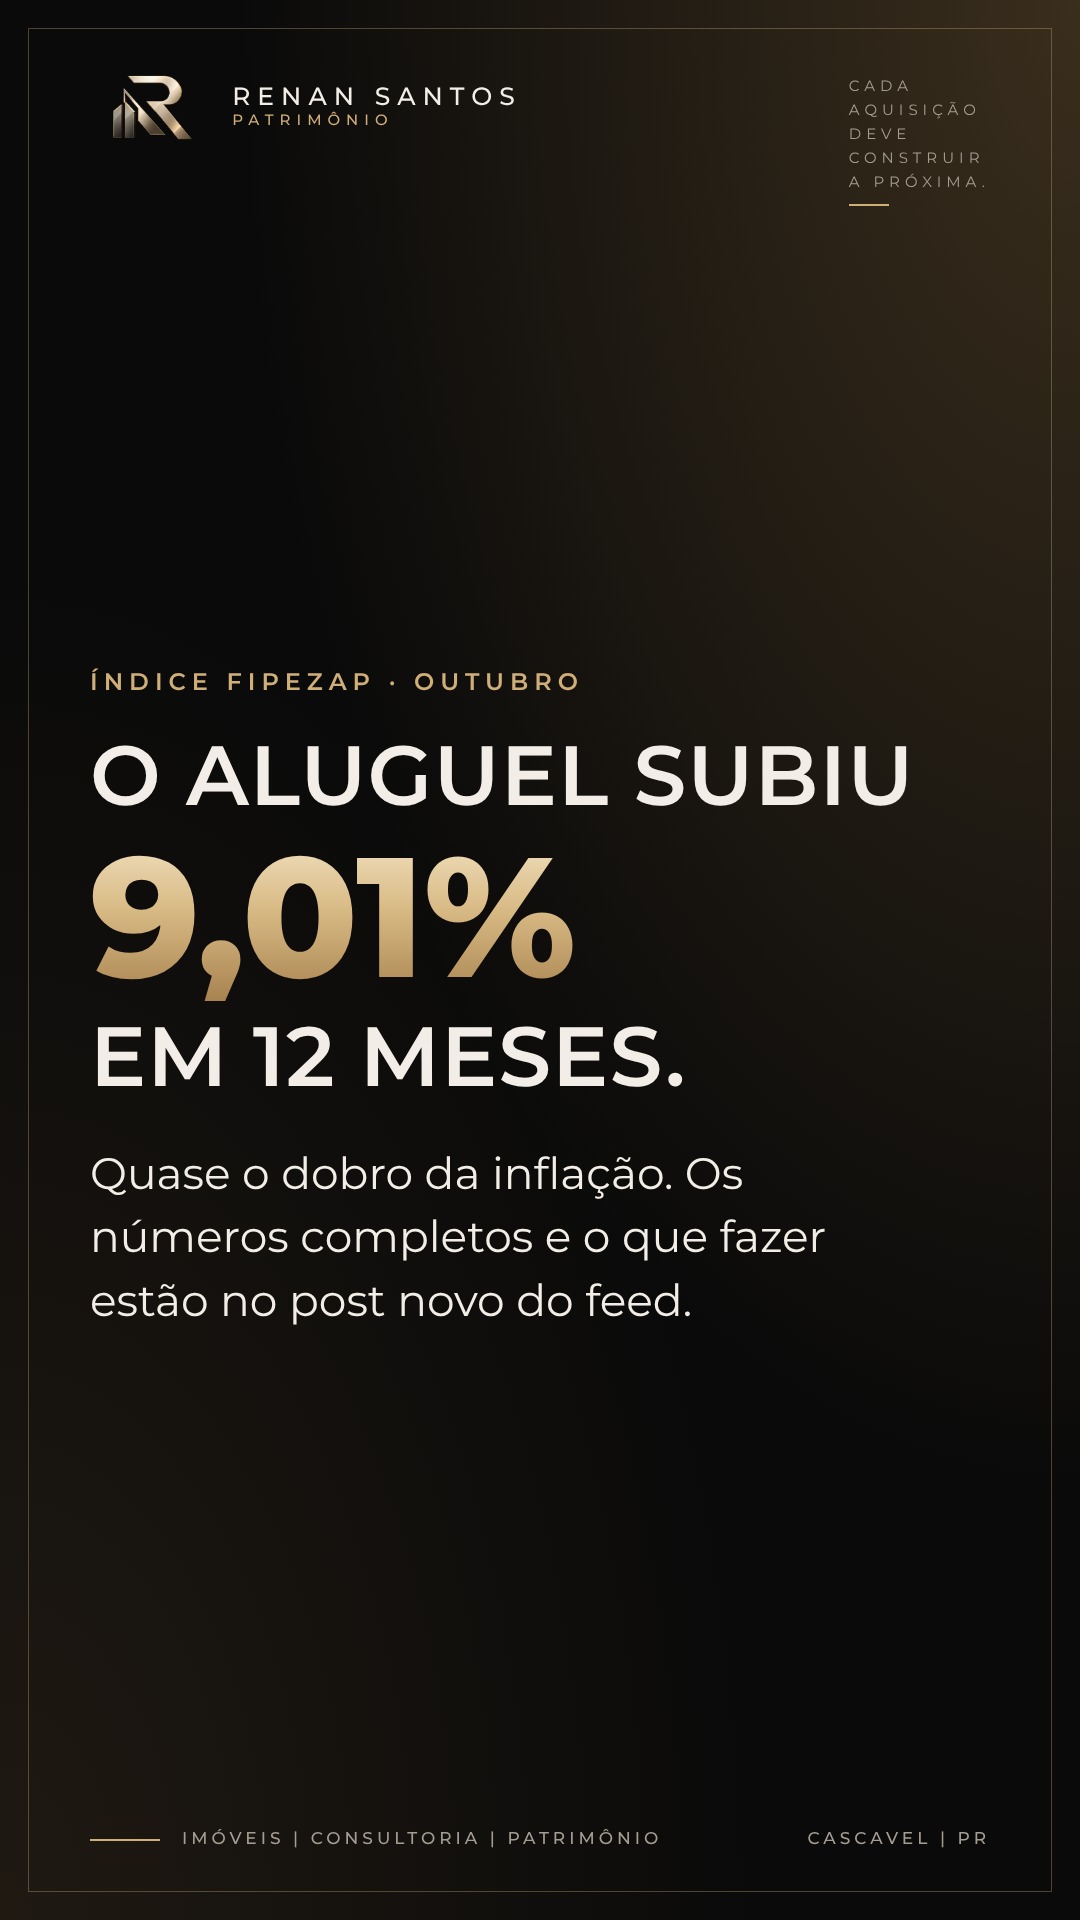 RENAN SANTOS
PATRIMÔNIO
CADA
AQUISIÇÃO
DEVE
CONSTRUIR
A PRÓXIMA.
ÍNDICE FIPEZAP · OUTUBRO
O ALUGUEL SUBIU
9,01%
EM 12 MESES.
Quase o dobro da inflação. Os
números completos e o que fazer
estão no post novo do feed.
IMÓVEIS | CONSULTORIA | PATRIMÔNIO
CASCAVEL | PR